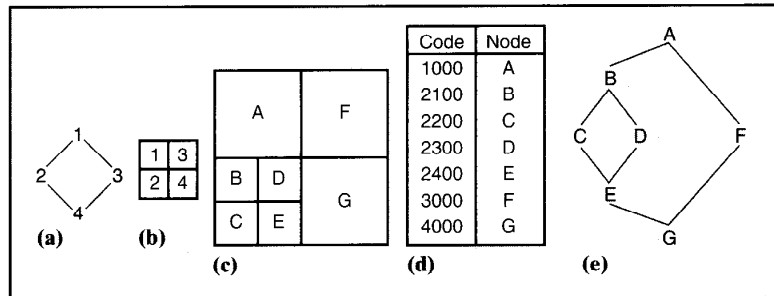 1
2 3
4
(a)
1 3
2 4
(b)
A F
B D
G
C E
(c)
Code Node
1000 A
2100 B
2200 C
2300 D
2400 E
3000 F
4000 G
(d)
A
B
C D F
E
G
(e)